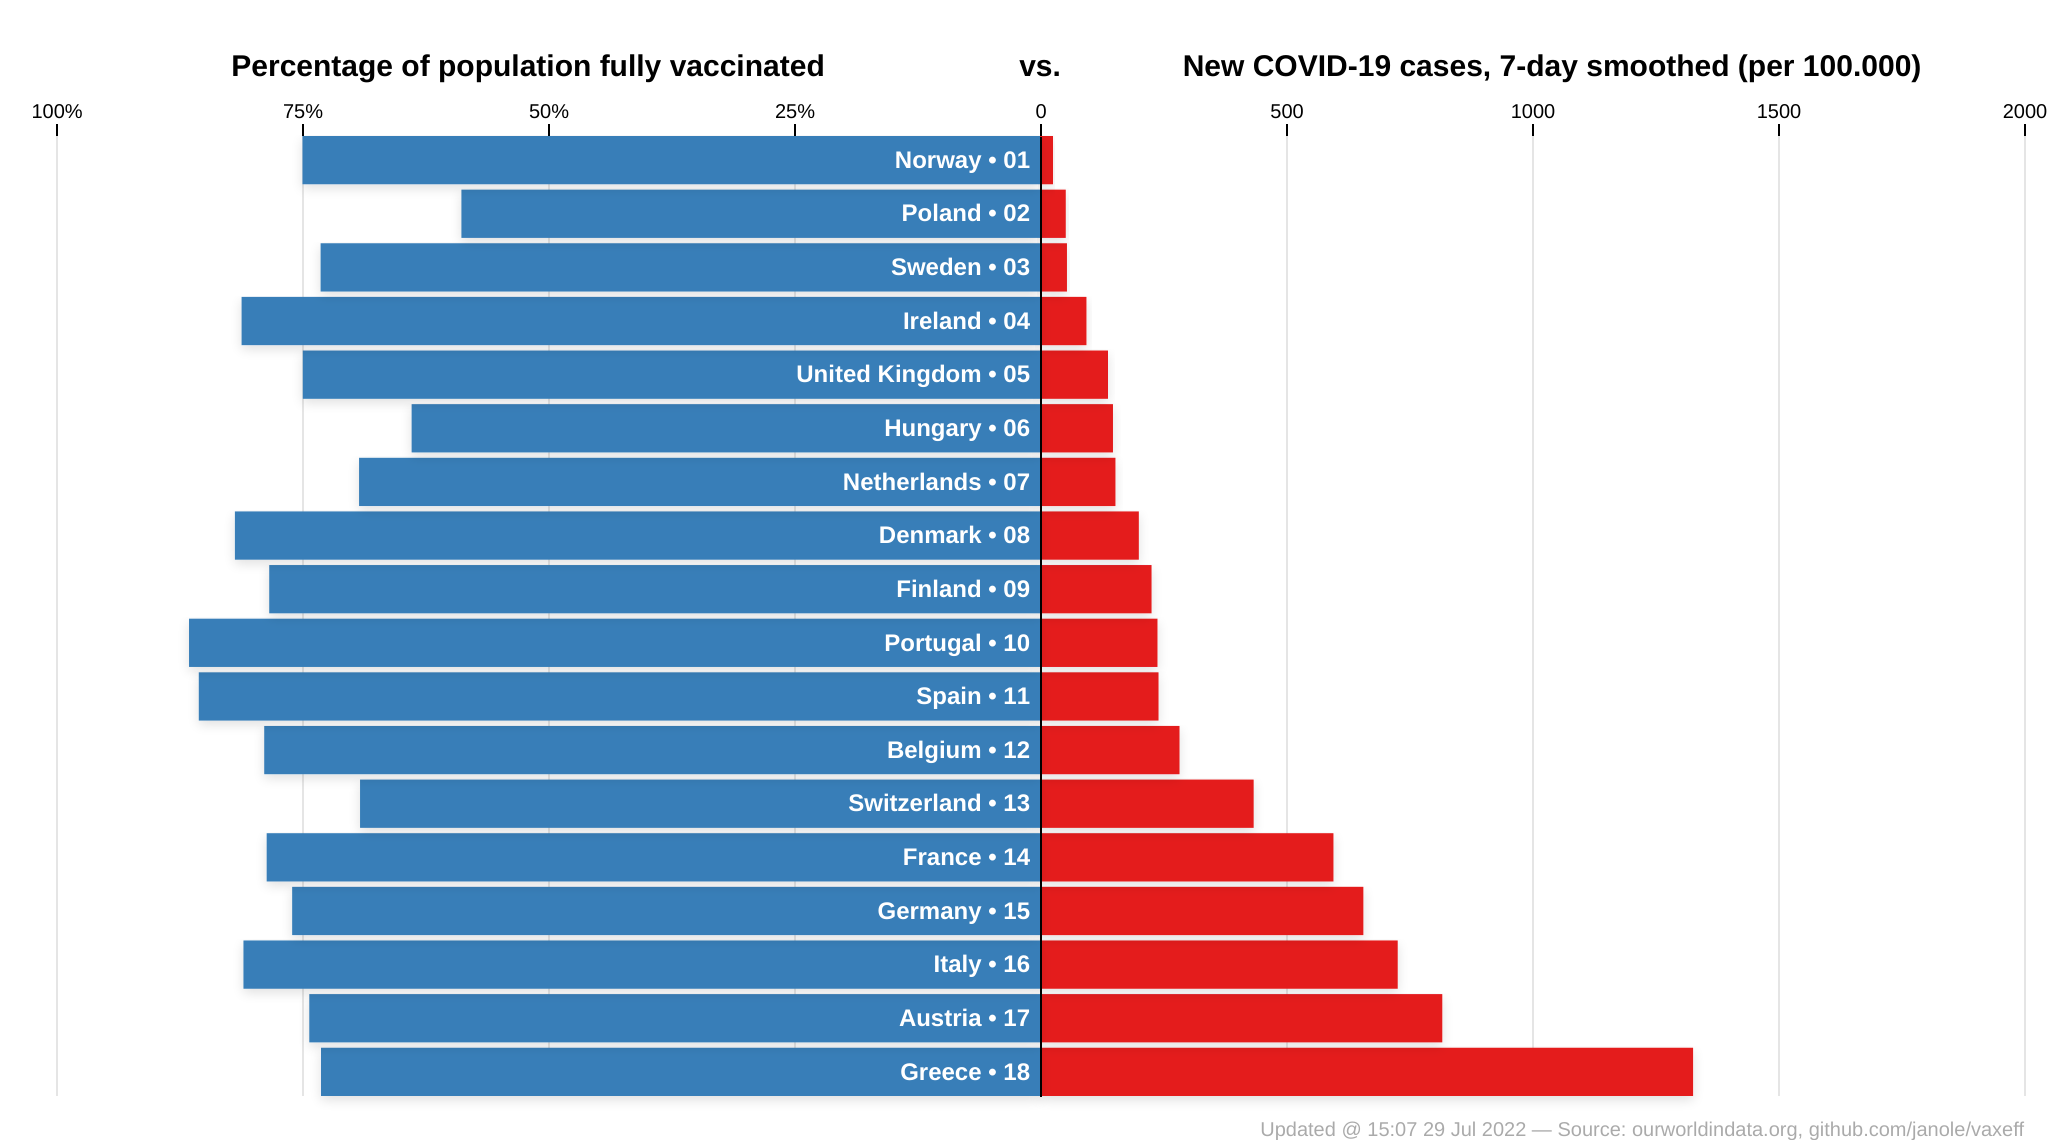 Percentage of population fully vaccinated vs. New COVID-19 cases, 7-day smoothed (per 100.000)
100% 75% 50% 25% 0 500 1000 1500 2000
Norway • 01
Poland • 02
Sweden • 03
Ireland • 04
United Kingdom • 05
Hungary • 06
Netherlands • 07
Denmark • 08
Finland • 09
Portugal • 10
Spain • 11
Belgium • 12
Switzerland • 13
France • 14
Germany • 15
Italy • 16
Austria • 17
Greece • 18
Updated @ 15:07 29 Jul 2022 — Source: ourworldindata.org, github.com/janole/vaxeff